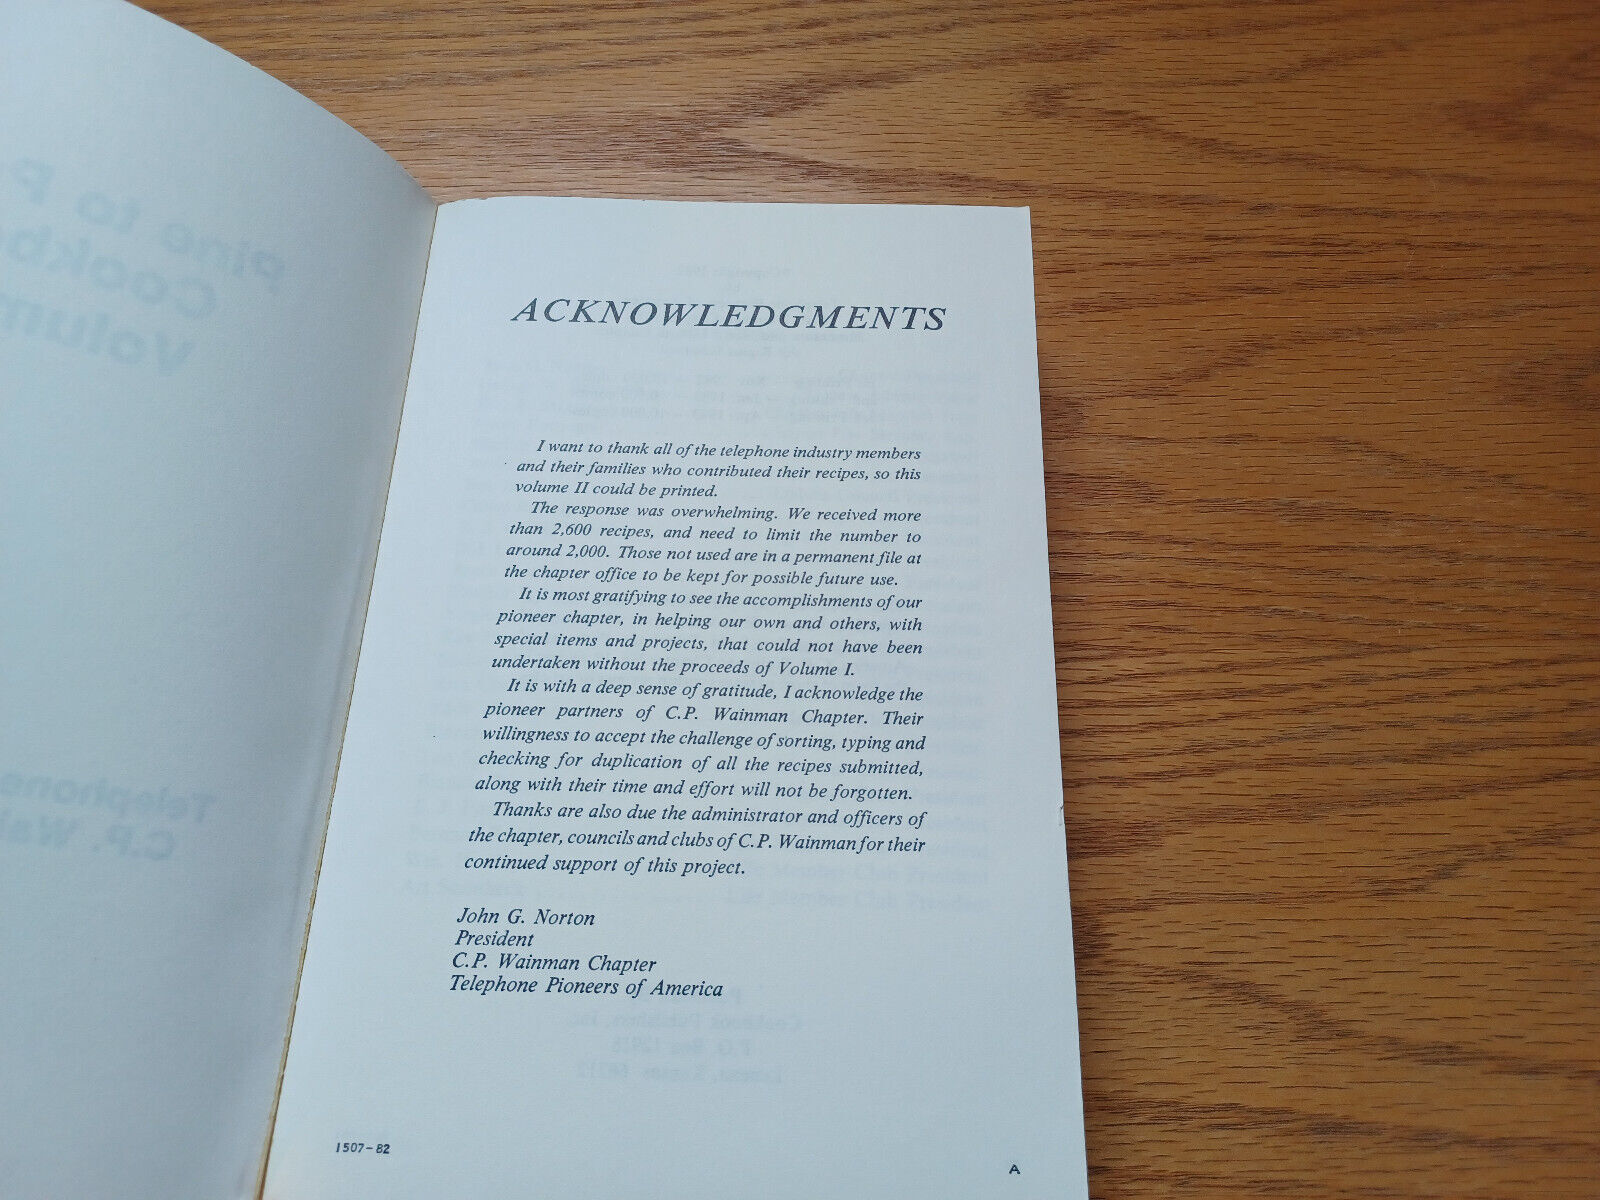 ACKNOWLEDGMENTS
I want to thank all of the telephone industry members
and their families who contributed their recipes, so this
volume II could be printed.
The response was overwhelming. We received more
than 2,600 recipes, and need to limit the number to
around 2,000. Those not used are in a permanent file at
the chapter office to be kept for possible future use.
It is most gratifying to see the accomplishments of our
pioneer chapter, in helping our own and others, with
special items and projects, that could not have been
undertaken without the proceeds of Volume I.
It is with a deep sense of gratitude, I acknowledge the
pioneer partners of C.P. Wainman Chapter. Their
willingness to accept the challenge of sorting, typing and
checking for duplication of all the recipes submitted,
along with their time and effort will not be forgotten.
Thanks are also due the administrator and officers of
the chapter, councils and clubs of C.P. Wainman for their
continued support of this project.
John G. Norton
President
C.P. Wainman Chapter
Telephone Pioneers of America
1507-82
A